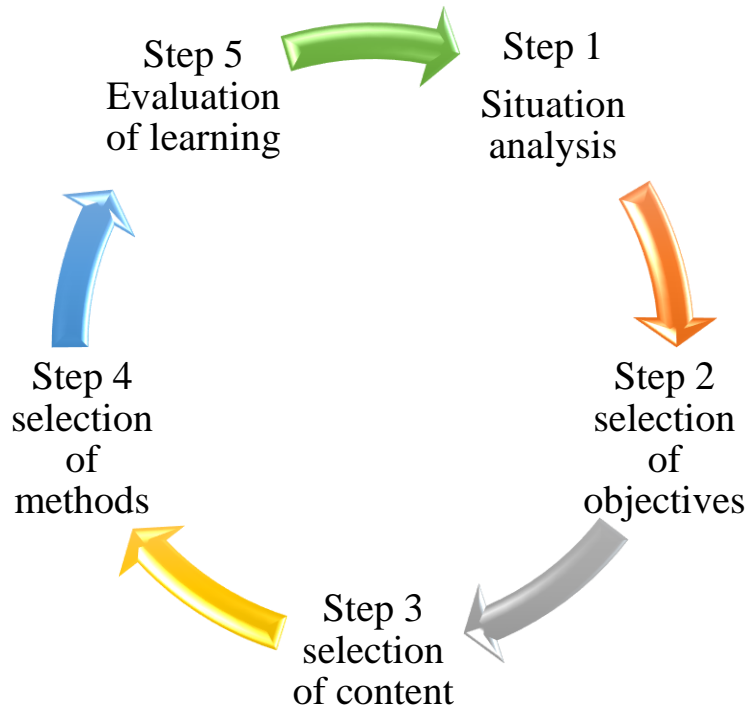 Step 1
Situation
analysis
Step 2
selection
of
objectives
Step 3
selection
of content
Step 4
selection
of
methods
Step 5
Evaluation
of learning